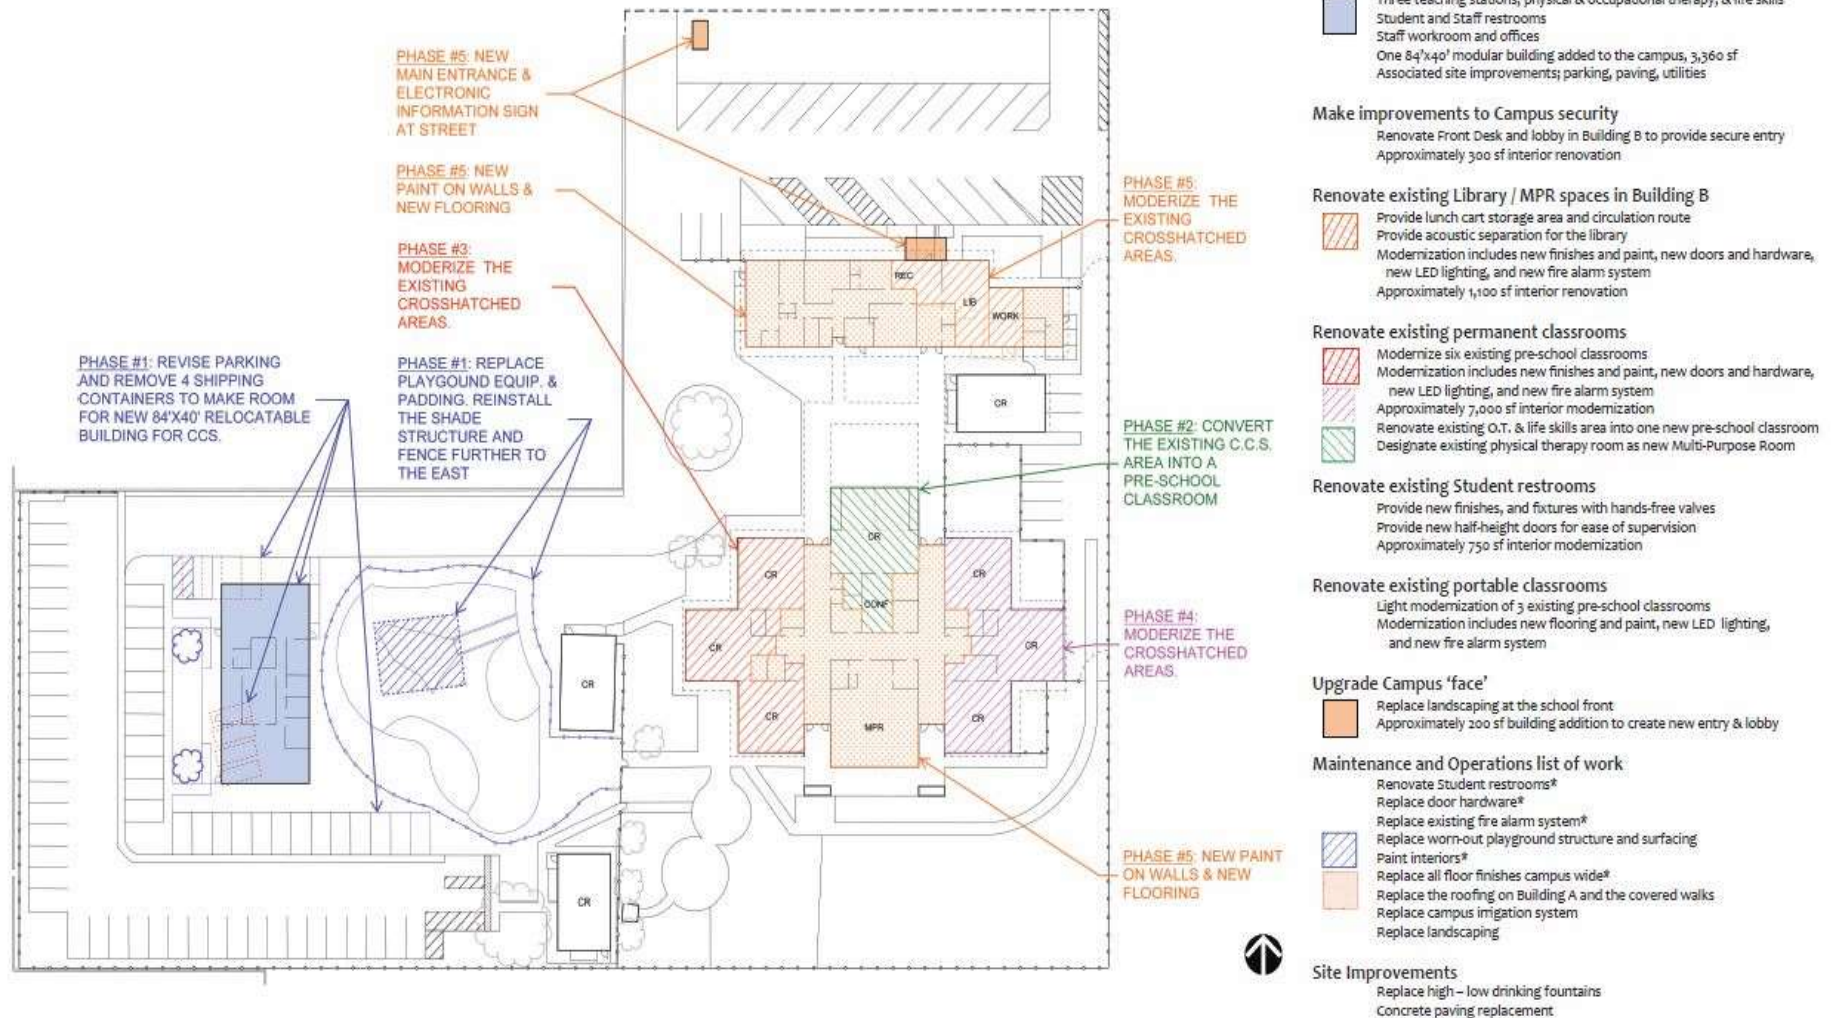 PHASE #5: NEW
MAIN ENTRANCE &
ELECTRONIC
INFORMATION SIGN
AT STREET
PHASE #5: NEW
PAINT ON WALLS &
NEW FLOORING
PHASE #3:
MODERIZE THE
EXISTING
CROSSHATCHED
AREAS.
PHASE #1: REVISE PARKING
AND REMOVE 4 SHIPPING
CONTAINERS TO MAKE ROOM
FOR NEW 84'X40' RELOCATABLE
BUILDING FOR CCS.
PHASE #1: REPLACE
PLAYGOUND EQUIP. &
PADDING. REINSTALL
THE SHADE
STRUCTURE AND
FENCE FURTHER TO
THE EAST
PHASE #5:
MODERIZE THE
EXISTING
CROSSHATCHED
AREAS.
PHASE #2: CONVERT
THE EXISTING C.C.S.
AREA INTO A
PRE-SCHOOL
CLASSROOM
PHASE #4:
MODERIZE THE
CROSSHATCHED
AREAS.
PHASE #5: NEW PAINT
ON WALLS & NEW
FLOORING
REC
LIB
WORK
CR
CR
CR
CR
CONF
CR
CR
CR
CR
CR
MPR
CR
CR
Three teaching stations, physical & occupational therapy, & life skills
Student and Staff restrooms
Staff workroom and offices
One 84'x40' modular building added to the campus, 3,360 sf
Associated site improvements; parking, paving, utilities
Make improvements to Campus security
Renovate Front Desk and lobby in Building B to provide secure entry
Approximately 300 sf interior renovation
Renovate existing Library / MPR spaces in Building B
Provide lunch cart storage area and circulation route
Provide acoustic separation for the library
Modernization includes new finishes and paint, new doors and hardware,
new LED lighting, and new fire alarm system
Approximately 1,100 sf interior renovation
Renovate existing permanent classrooms
Modernize six existing pre-school classrooms
Modernization includes new finishes and paint, new doors and hardware,
new LED lighting, and new fire alarm system
Approximately 7,000 sf interior modernization
Renovate existing O.T. & life skills area into one new pre-school classroom
Designate existing physical therapy room as new Multi-Purpose Room
Renovate existing Student restrooms
Provide new finishes, and fixtures with hands-free valves
Provide new half-height doors for ease of supervision
Approximately 750 sf interior modernization
Renovate existing portable classrooms
Light modernization of 3 existing pre-school classrooms
Modernization includes new flooring and paint, new LED lighting,
and new fire alarm system
Upgrade Campus 'face'
Replace landscaping at the school front
Approximately 200 sf building addition to create new entry & lobby
Maintenance and Operations list of work
Renovate Student restrooms*
Replace door hardware*
Replace existing fire alarm system*
Replace worn-out playground structure and surfacing
Paint interiors*
Replace all floor finishes campus wide*
Replace the roofing on Building A and the covered walks
Replace campus irrigation system
Replace landscaping
Site Improvements
Replace high – low drinking fountains
Concrete paving replacement